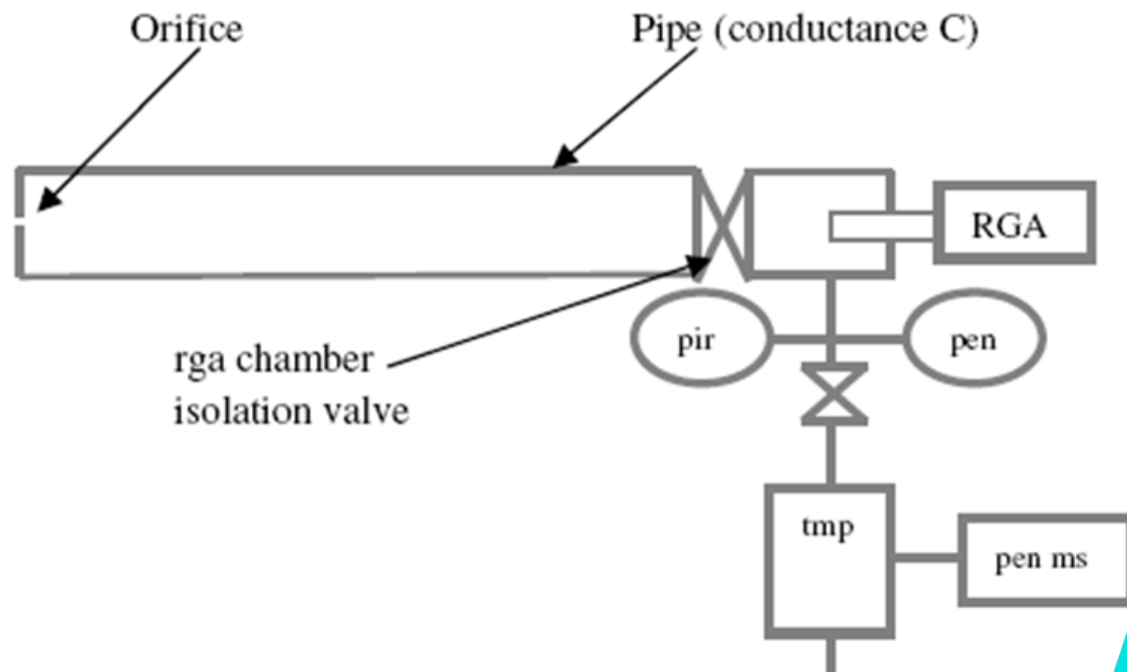 Orifice
Pipe (conductance C)
RGA
pir
pen
rga chamber
isolation valve
tmp
pen ms